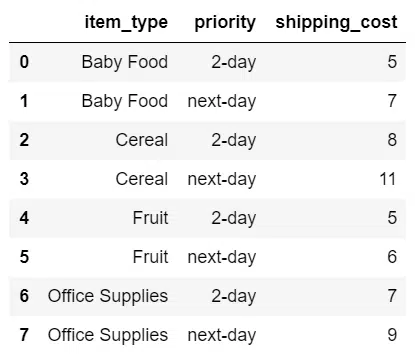 item_type priority shipping_cost
0 Baby Food 2-day 5
1 Baby Food next-day 7
2 Cereal 2-day 8
3 Cereal next-day 11
4 Fruit 2-day 5
5 Fruit next-day 6
6 Office Supplies 2-day 7
7 Office Supplies next-day 9